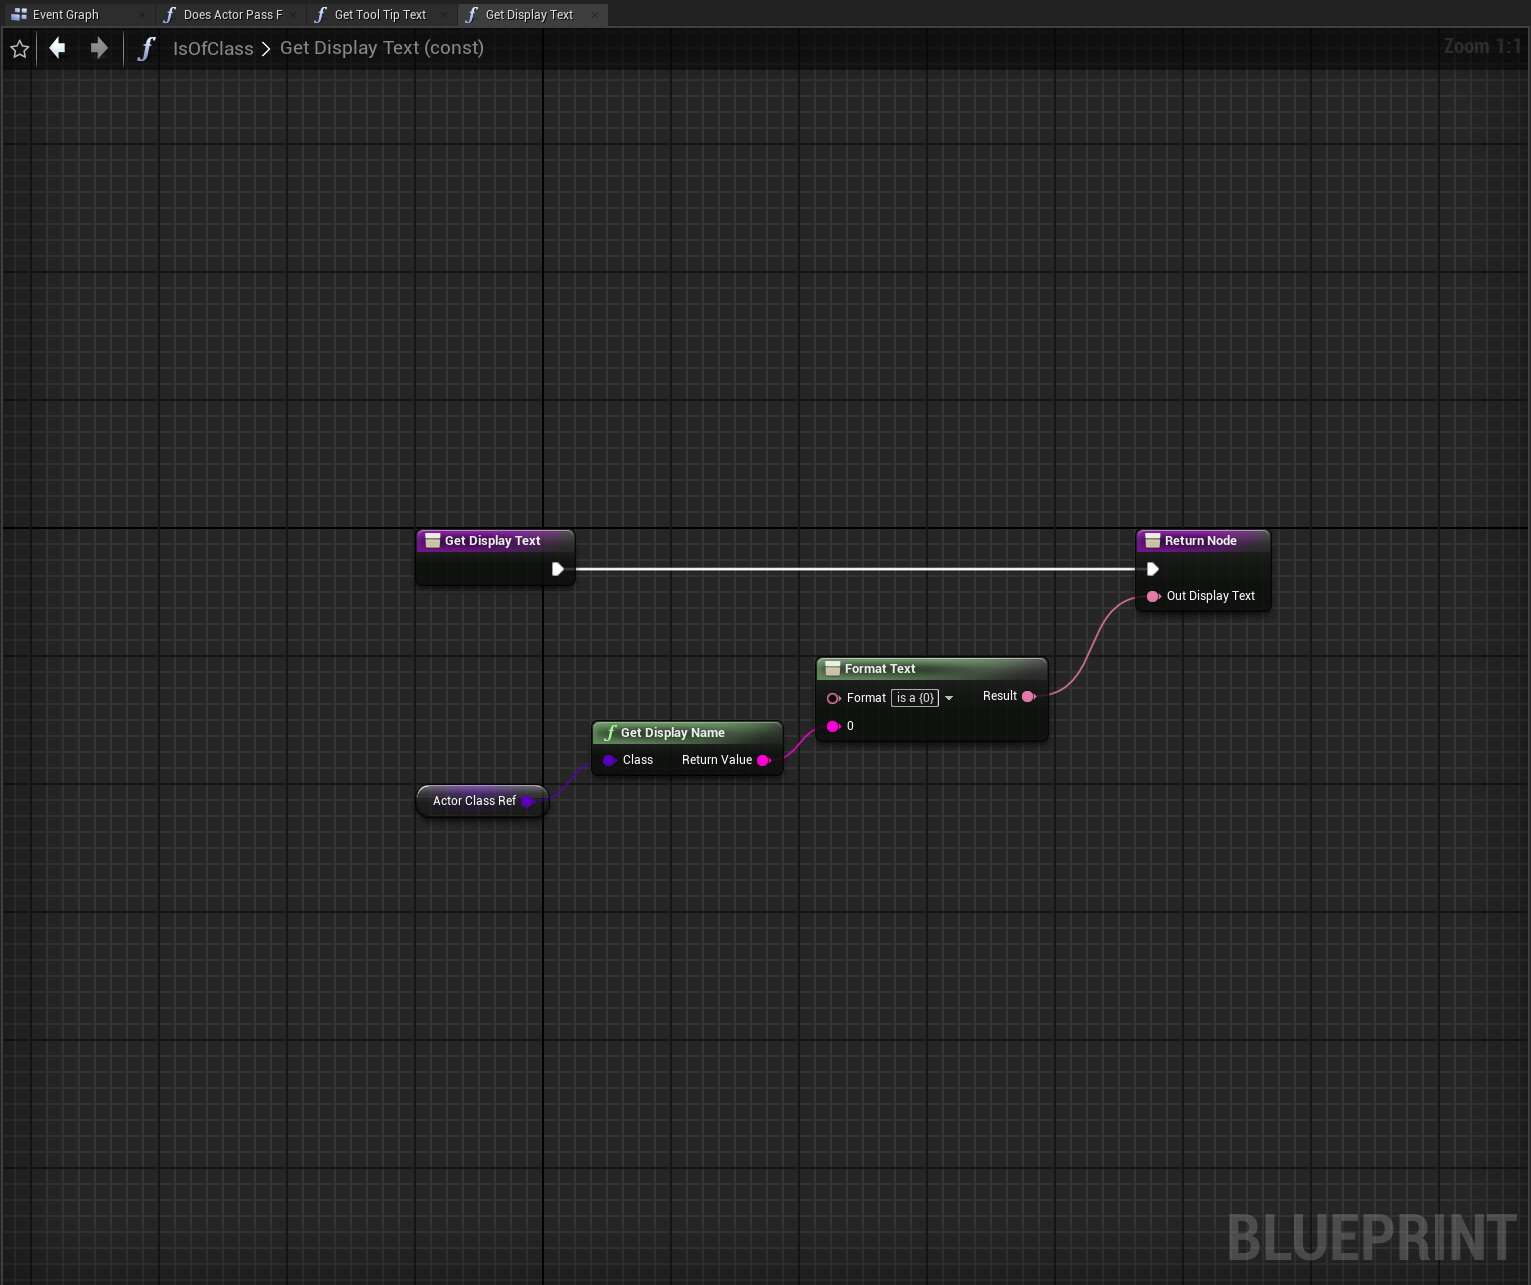 Event Graph
Does Actor Pass F
Get Tool Tip Text
Get Display Text
IsOfClass > Get Display Text (const)
Zoom 1:1
Get Display Text
Return Node
Out Display Text
Format Text
Format is a {0}
Result
0
Get Display Name
Class
Return Value
Actor Class Ref
BLUEPRINT